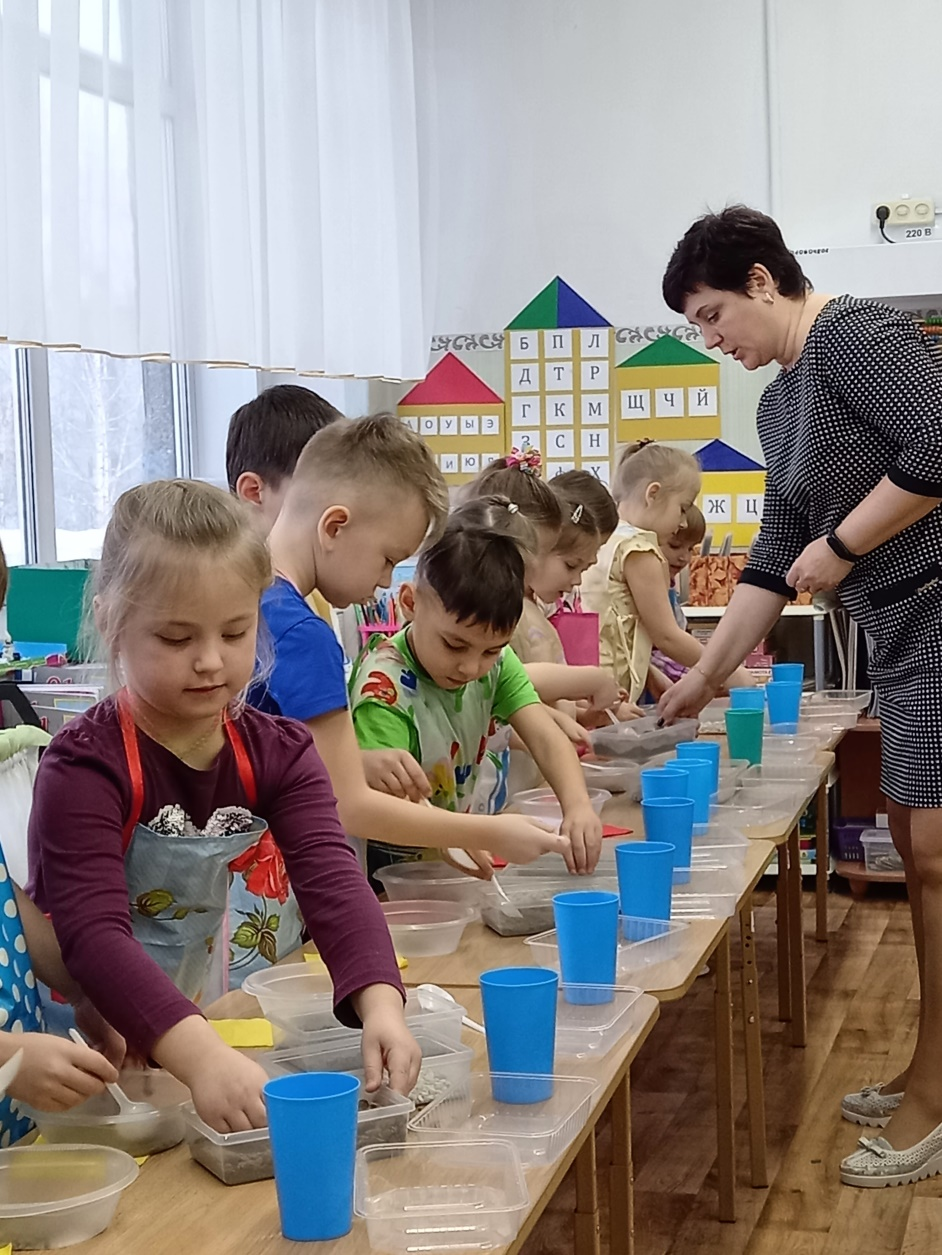 220 В
Б П Л
Д Т Р
Г К М
З С Н
Щ Ч Й
О У Ы Э
И Ю Я
Ж Ц